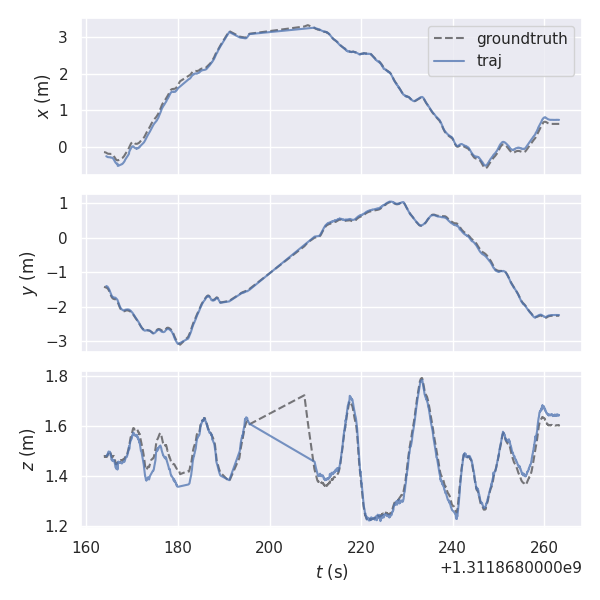 3
2
1
0
x (m)
groundtruth
traj
1
0
−1
−2
−3
y (m)
1.8
1.6
1.4
1.2
z (m)
160 180 200 220 240 260
t (s)
+1.3118680000e9